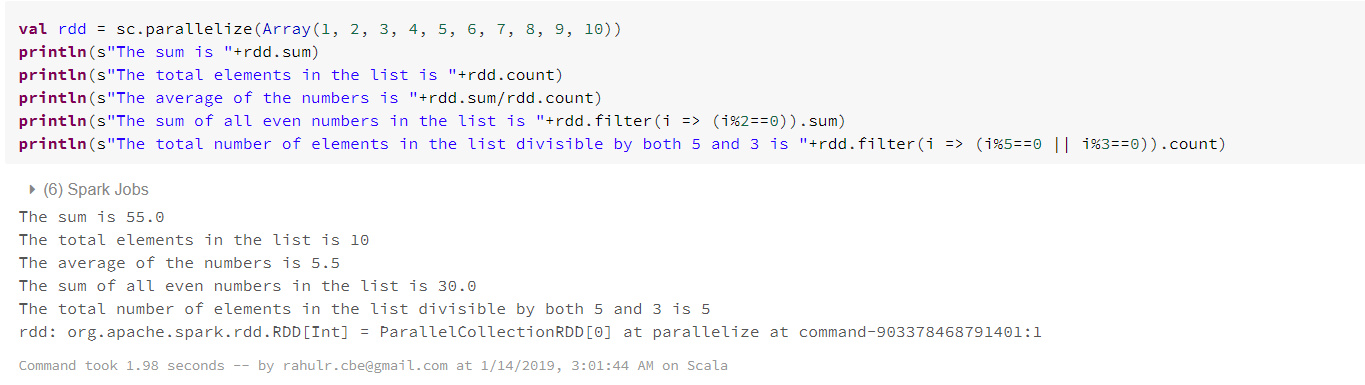 val rdd = sc.parallelize(Array(1, 2, 3, 4, 5, 6, 7, 8, 9, 10))
println(s"The sum is "+rdd.sum)
println(s"The total elements in the list is "+rdd.count)
println(s"The average of the numbers is "+rdd.sum/rdd.count)
println(s"The sum of all even numbers in the list is "+rdd.filter(i => (i%2==0)).sum)
println(s"The total number of elements in the list divisible by both 5 and 3 is "+rdd.filter(i => (i%5==0 || i%3==0)).count)
(6) Spark Jobs
The sum is 55.0
The total elements in the list is 10
The average of the numbers is 5.5
The sum of all even numbers in the list is 30.0
The total number of elements in the list divisible by both 5 and 3 is 5
rdd: org.apache.spark.rdd.RDD[Int] = ParallelCollectionRDD[0] at parallelize at command-903378468791401:1
Command took 1.98 seconds -- by rahulr.cbe@gmail.com at 1/14/2019, 3:01:44 AM on Scala